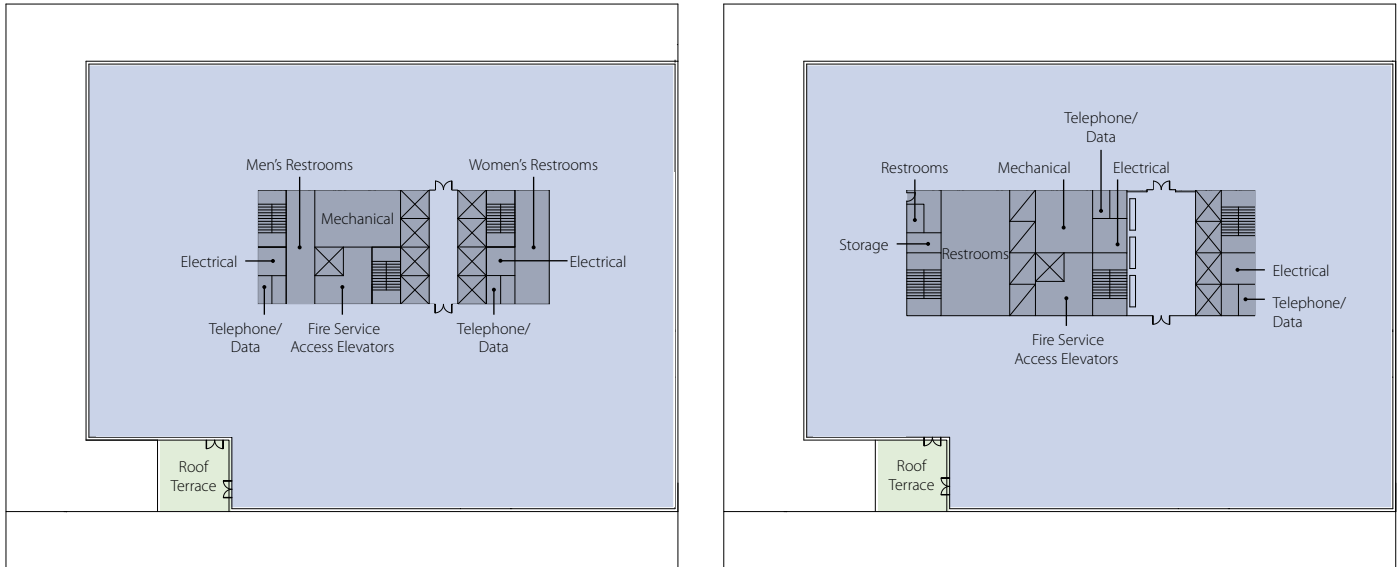 Men's Restrooms
Women's Restrooms
Mechanical
Electrical
Electrical
Telephone/
Data
Fire Service
Access Elevators
Telephone/
Data
Roof
Terrace
Telephone/
Data
Restrooms
Mechanical
Electrical
Storage
Restrooms
Electrical
Telephone/
Data
Fire Service
Access Elevators
Roof
Terrace